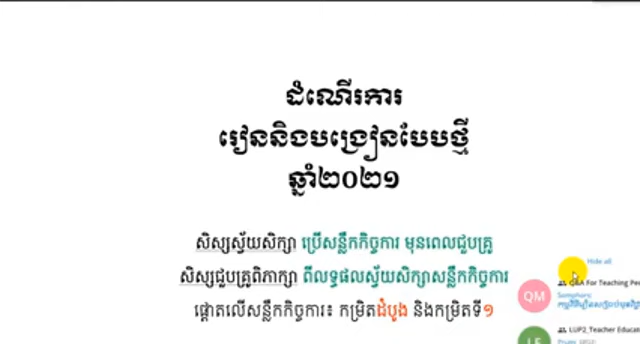 ដំណើរការ
រៀននិងបង្រៀនបែបថ្មី
ឆ្នាំ២០២១
សិស្សស្វ័យសិក្សា ប្រើសន្លឹកកិច្ចការ មុនពេលជួបគ្រូ
សិស្សជួបគ្រូពិភាក្សា ពីលទ្ធផលស្វ័យសិក្សាសន្លឹកកិច្ចការ
ផ្តោតលើសន្លឹកកិច្ចការ៖ កម្រិតដំបូង និងកម្រិតទី១
Hide all
QM
Q&A For Teaching
Somphors:
LUP2_Teacher